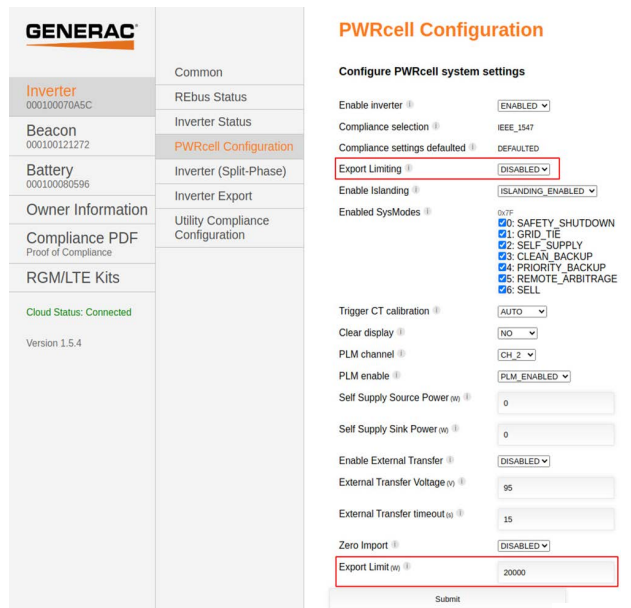 GENERAC
Inverter
000100070A5C
Beacon
000100121272
Battery
000100080596
Owner Information
Compliance PDF
Proof of Compliance
RGM/LTE Kits
Cloud Status: Connected
Version 1.5.4
Common
REbus Status
Inverter Status
PWRcell Configuration
Inverter (Split-Phase)
Inverter Export
Utility Compliance
Configuration
PWRcell Configuration
Configure PWRcell system settings
Enable inverter ENABLED
Compliance selection IEEE_1547
Compliance settings defaulted DEFAULTED
Export Limiting DISABLED
Enable Islanding ISLANDING_ENABLED
Enabled SysModes 0x7F
0: SAFETY_SHUTDOWN
1: GRID_TIE
2: SELF_SUPPLY
3: CLEAN_BACKUP
4: PRIORITY_BACKUP
5: REMOTE_ARBITRAGE
6: SELL
Trigger CT calibration AUTO
Clear display NO
PLM channel CH_2
PLM enable PLM_ENABLED
Self Supply Source Power (W) 0
Self Supply Sink Power (W) 0
Enable External Transfer DISABLED
External Transfer Voltage (V) 95
External Transfer timeout (s) 15
Zero Import DISABLED
Export Limit (W) 20000
Submit